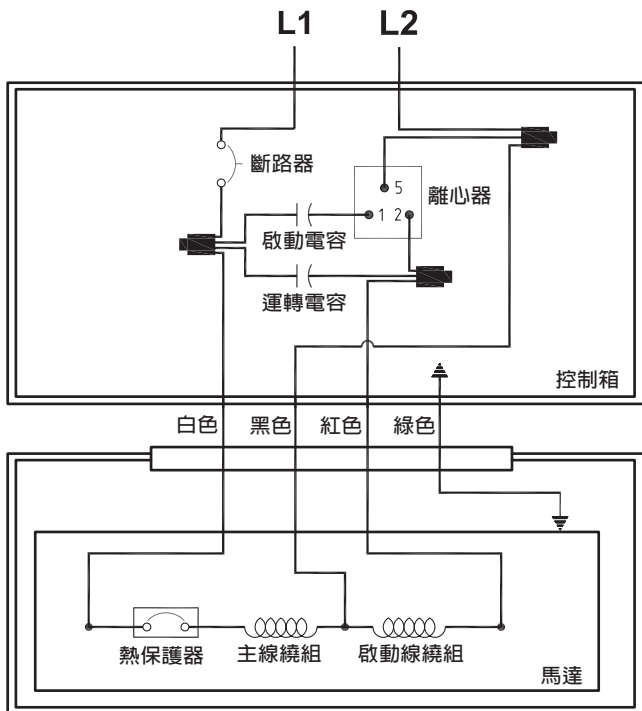 L1
L2
斷路器
5
離心器
1 2
啟動電容
運轉電容
控制箱
白色
黑色
紅色
綠色
熱保護器
主線繞組
啟動線繞組
馬達